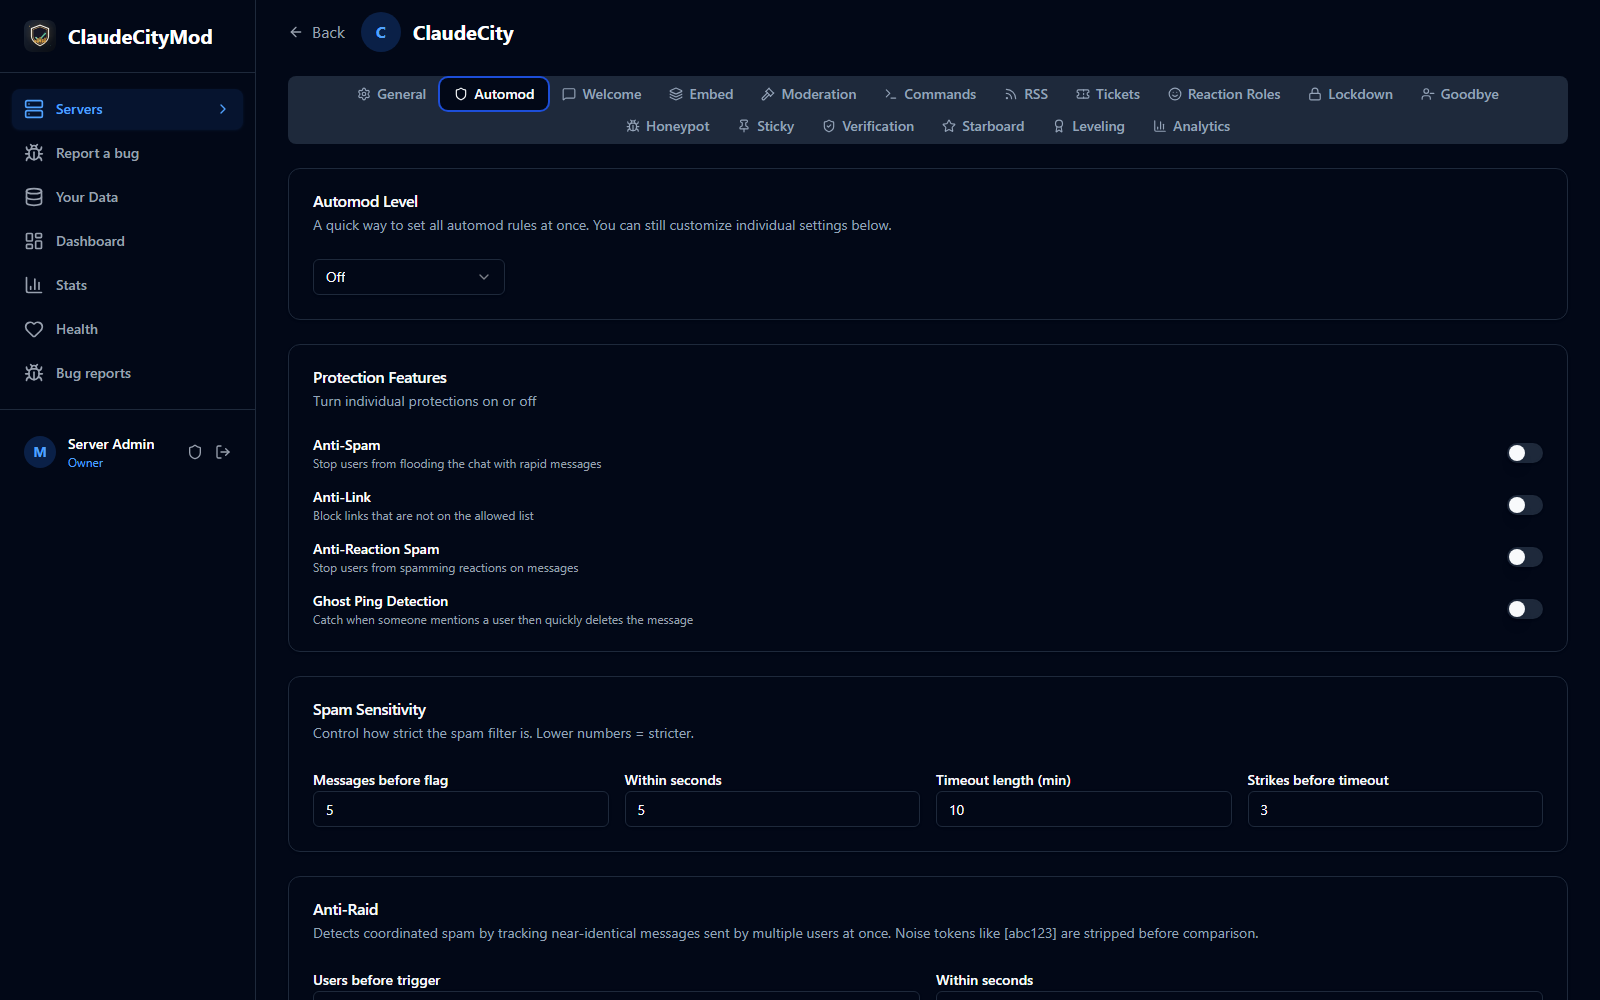 ClaudeCityMod
Servers
Report a bug
Your Data
Dashboard
Stats
Health
Bug reports
M
Server Admin
Owner
Back
C
ClaudeCity
General
Automod
Welcome
Embed
Moderation
Commands
RSS
Tickets
Reaction Roles
Lockdown
Goodbye
Honeypot
Sticky
Verification
Starboard
Leveling
Analytics
Automod Level
A quick way to set all automod rules at once. You can still customize individual settings below.
Off
Protection Features
Turn individual protections on or off
Anti-Spam
Stop users from flooding the chat with rapid messages
Anti-Link
Block links that are not on the allowed list
Anti-Reaction Spam
Stop users from spamming reactions on messages
Ghost Ping Detection
Catch when someone mentions a user then quickly deletes the message
Spam Sensitivity
Control how strict the spam filter is. Lower numbers = stricter.
Messages before flag
5
Within seconds
5
Timeout length (min)
10
Strikes before timeout
3
Anti-Raid
Detects coordinated spam by tracking near-identical messages sent by multiple users at once. Noise tokens like [abc123] are stripped before comparison.
Users before trigger
Within seconds